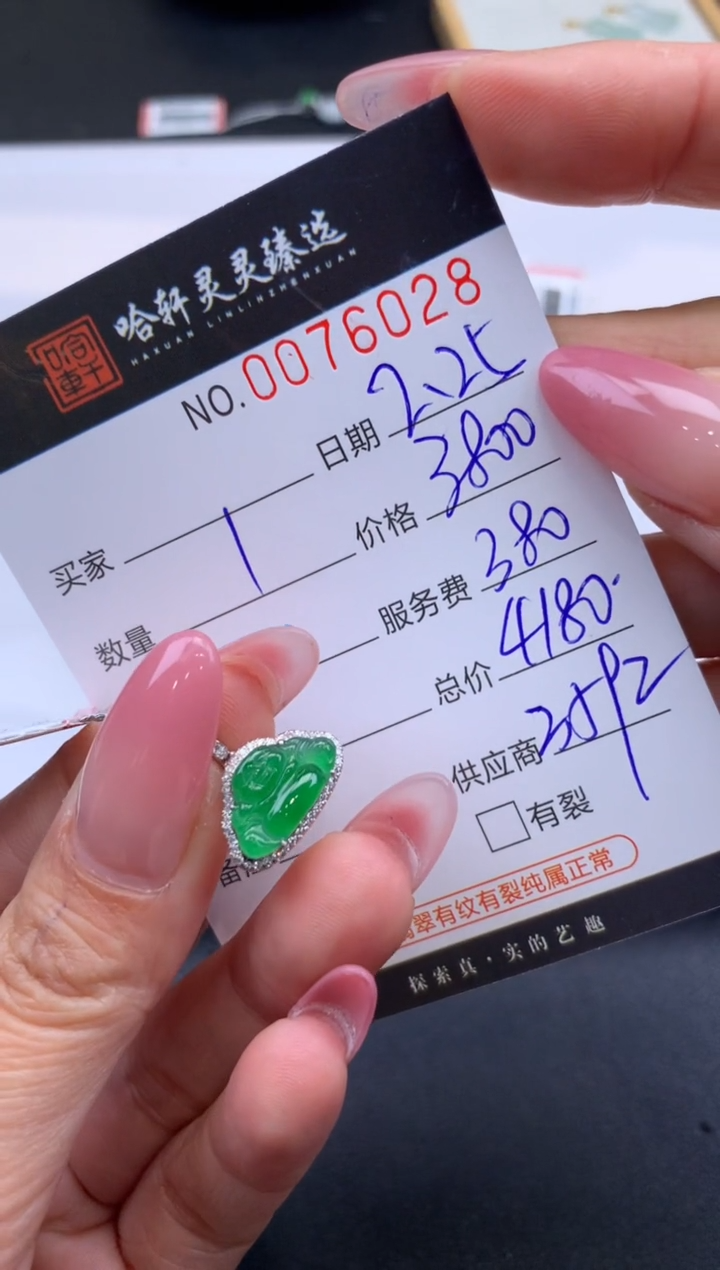 哈轩灵灵臻选
HAXUAN LINLINZHENXUAN
哈轩
NO.0076028
买家 日期 2.25
数量 1 价格 3800
服务费 380
总价 4180
供应商
有裂
翠有纹有裂纯属正常
探索真·实的艺趣